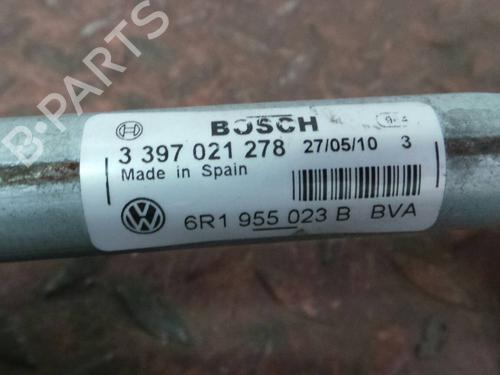 B-PARTS
BOSCH
3 397 021 278 27/05/10 3
Made in Spain
6R1 955 023 B BVA